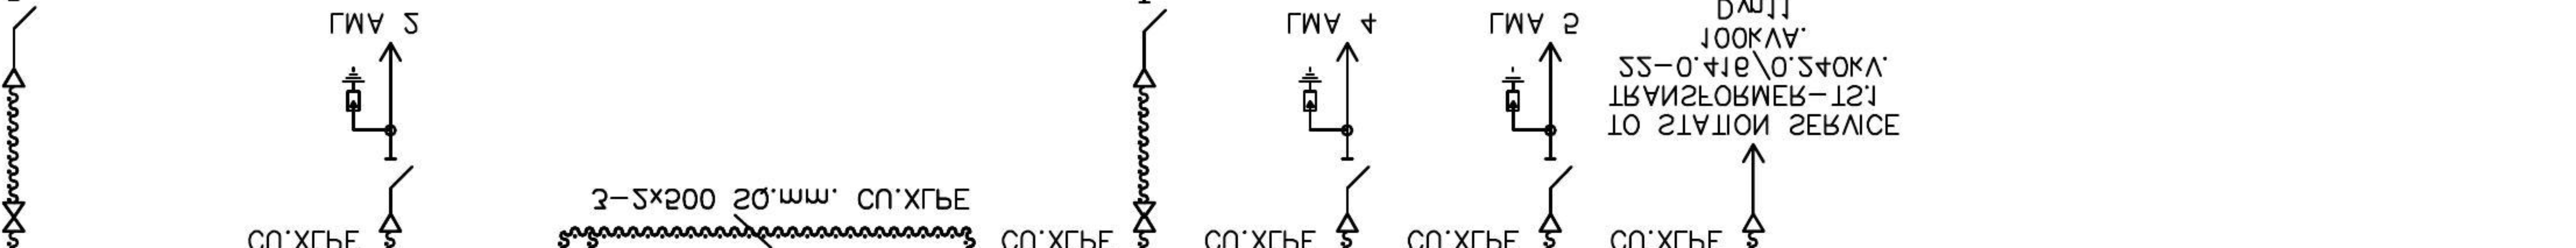 CU.XLPE
CU.XLPE
CU.XLPE
CU.XLPE
CU.XLPE
3-2x500 SQ.mm. CU.XLPE
TO STATION SERVICE
TRANSFORMER-TS.1
22-0.416/0.240kV.
100kVA.
Dyn11
LMA 2
LMA 4
LMA 5